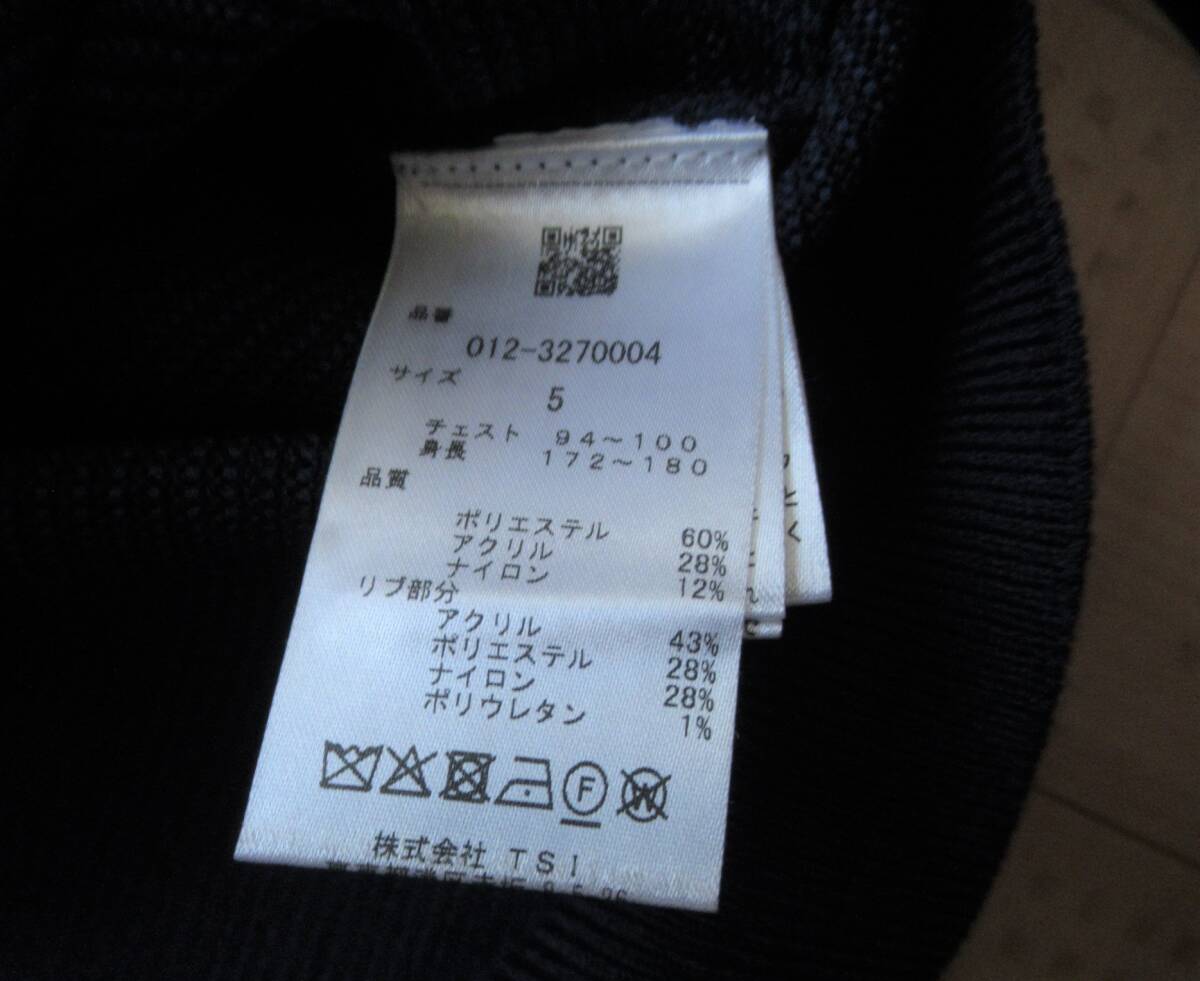 品番
012-3270004
サイズ
5
チェスト 94～100
身長 172～180
品質
ポリエステル 60%
アクリル 28%
ナイロン 12%
リブ部分
アクリル 43%
ポリエステル 28%
ナイロン 28%
ポリウレタン 1%
F
W
株式会社 TSI